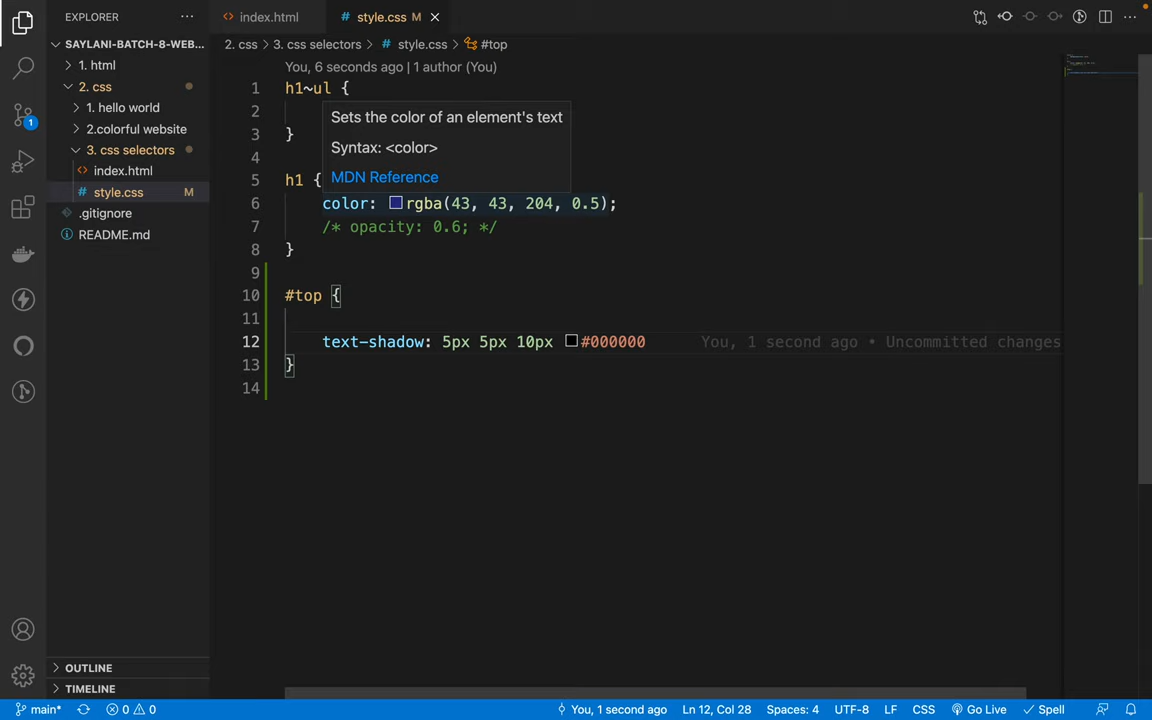 EXPLORER
index.html
style.css M
SAYLANI-BATCH-8-WEB...
1. html
2. css
1. hello world
2.colorful website
3. css selectors
index.html
style.css M
.gitignore
README.md
OUTLINE
TIMELINE
2. css > 3. css selectors > # style.css > #top
You, 6 seconds ago | 1 author (You)
1 h1~ul {
2
3 }
4
5 h1 {
6 color: rgba(43, 43, 204, 0.5);
7 /* opacity: 0.6; */
8 }
9
10 #top {
11
12 text-shadow: 5px 5px 10px #000000 You, 1 second ago • Uncommitted changes
13 }
14
Sets the color of an element's text
Syntax: <color>
MDN Reference
1
main* 0 0 You, 1 second ago Ln 12, Col 28 Spaces: 4 UTF-8 LF CSS Go Live Spell